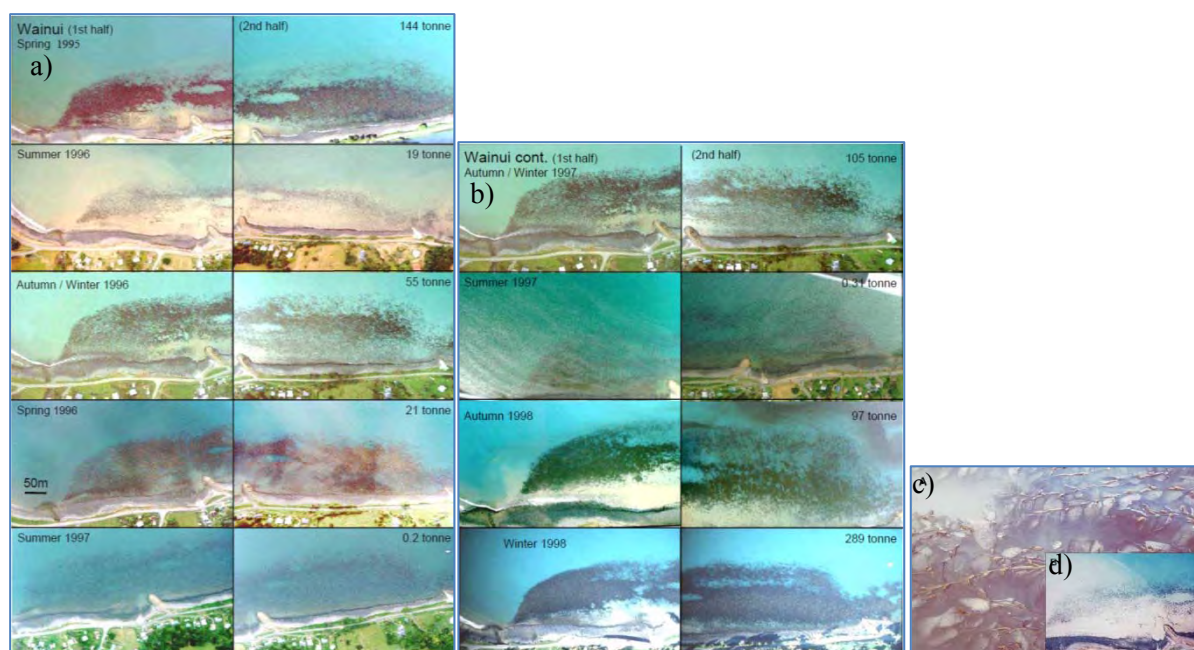 Wainui (1st half)
(2nd half)
144 tonne
Spring 1995
a)
Summer 1996
19 tonne
Autumn / Winter 1996
55 tonne
Spring 1996
21 tonne
50m
Summer 1997
0.2 tonne
Wainui cont. (1st half)
(2nd half)
105 tonne
Autumn / Winter 1997
b)
Summer 1997
0.31 tonne
Autumn 1998
97 tonne
Winter 1998
289 tonne
c)
d)